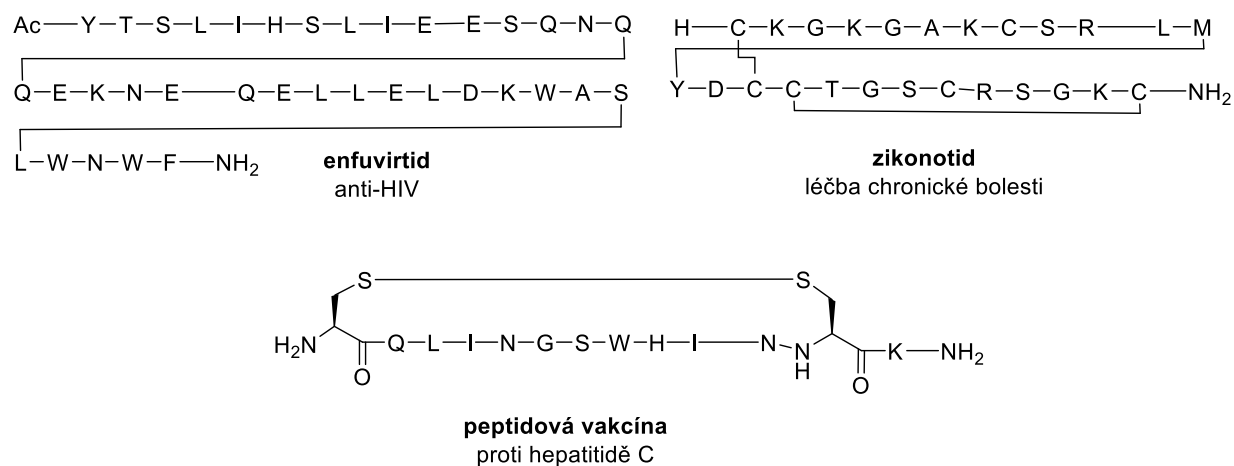 Ac–Y–T–S–L–I–H–S–L–I–E–E–S–Q–N–Q
Q–E–K–N–E–Q–E–L–L–E–L–D–K–W–A–S
L–W–N–W–F–NH₂
enfuvirtid
anti-HIV
H–C–K–G–K–G–A–K–C–S–R–L–M
Y–D–C–C–T–G–S–C–R–S–G–K–C–NH₂
zikonotid
léčba chronické bolesti
S S
H₂N Q–L–I–N–G–S–W–H–I–N–N K–NH₂
O H O
peptidová vakcína
proti hepatitidě C